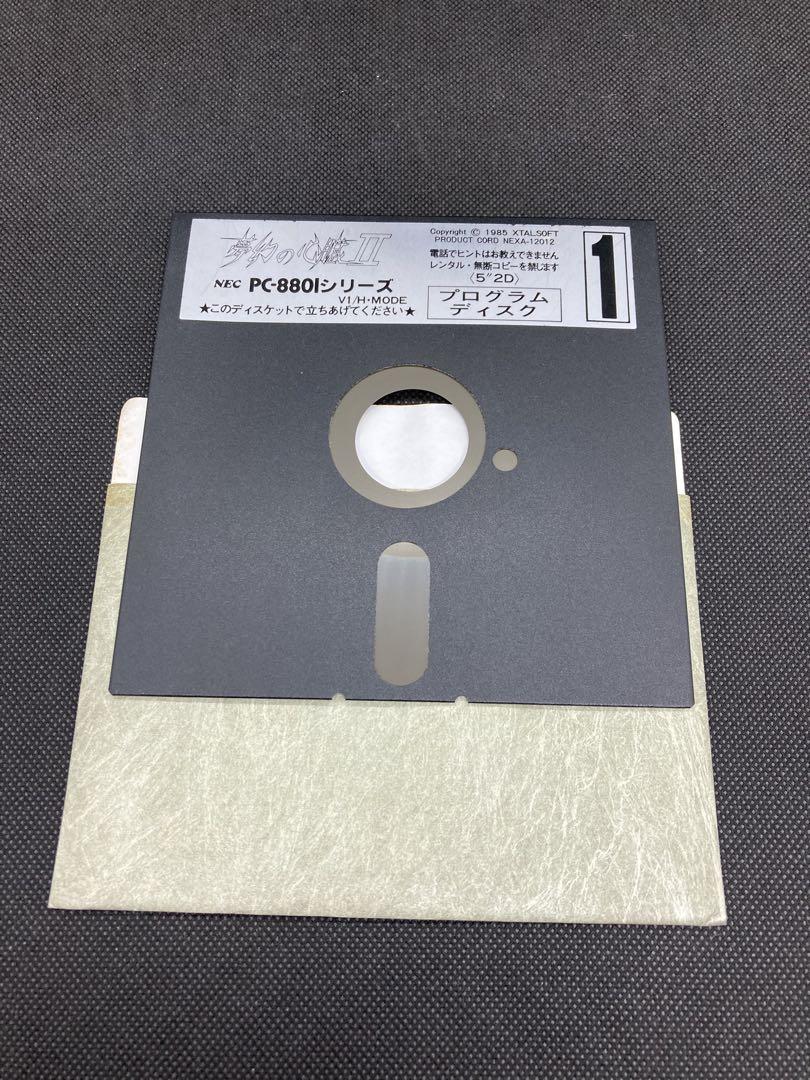 夢幻の心臓II
NEC PC-8801シリーズ
V1/H・MODE
★このディスケットで立ちあげてください★
Copyright © 1985 XTALSOFT
PRODUCT CORD NEXA-12012
電話でヒントはお教えできません
レンタル・無断コピーを禁じます
〈5″2D〉
プログラム
ディスク
1